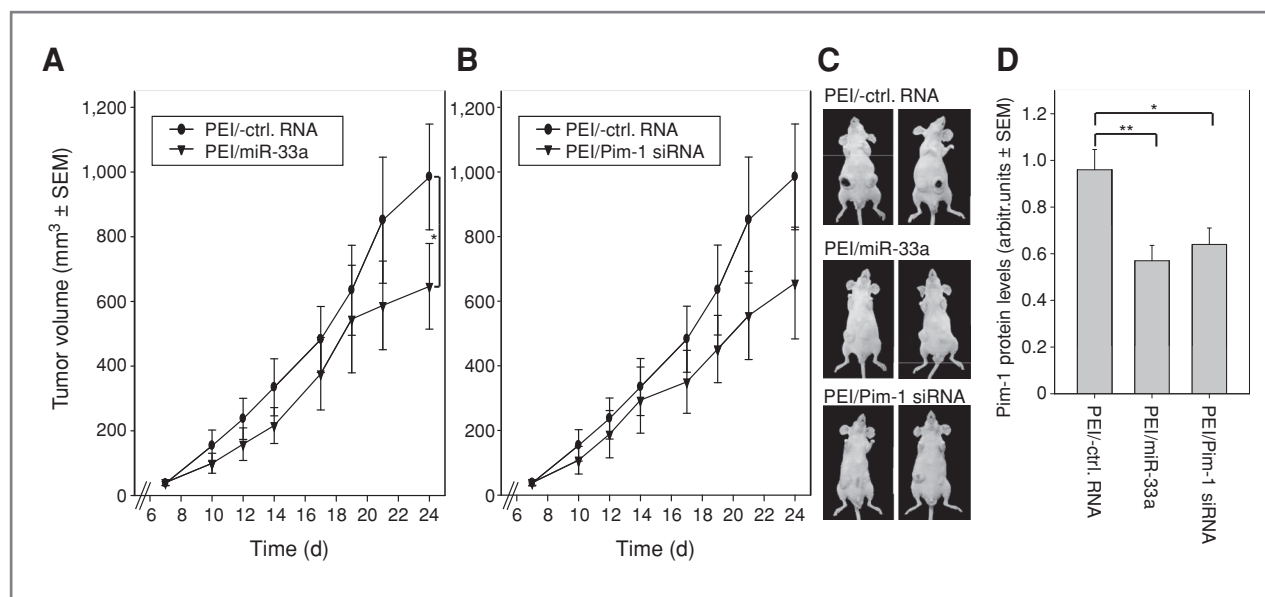 A
Tumor volume (mm³ ± SEM)
1,200
1,000
800
600
400
200
0
PEI/-ctrl. RNA
PEI/miR-33a
*
6 8 10 12 14 16 18 20 22 24
Time (d)
B
1,200
1,000
800
600
400
200
0
PEI/-ctrl. RNA
PEI/Pim-1 siRNA
6 8 10 12 14 16 18 20 22 24
Time (d)
C
PEI/-ctrl. RNA
PEI/miR-33a
PEI/Pim-1 siRNA
D
Pim-1 protein levels (arbitr.units ± SEM)
1.2
1.0
0.8
0.6
0.4
0.2
0
*
**
PEI/-ctrl. RNA
PEI/miR-33a
PEI/Pim-1 siRNA